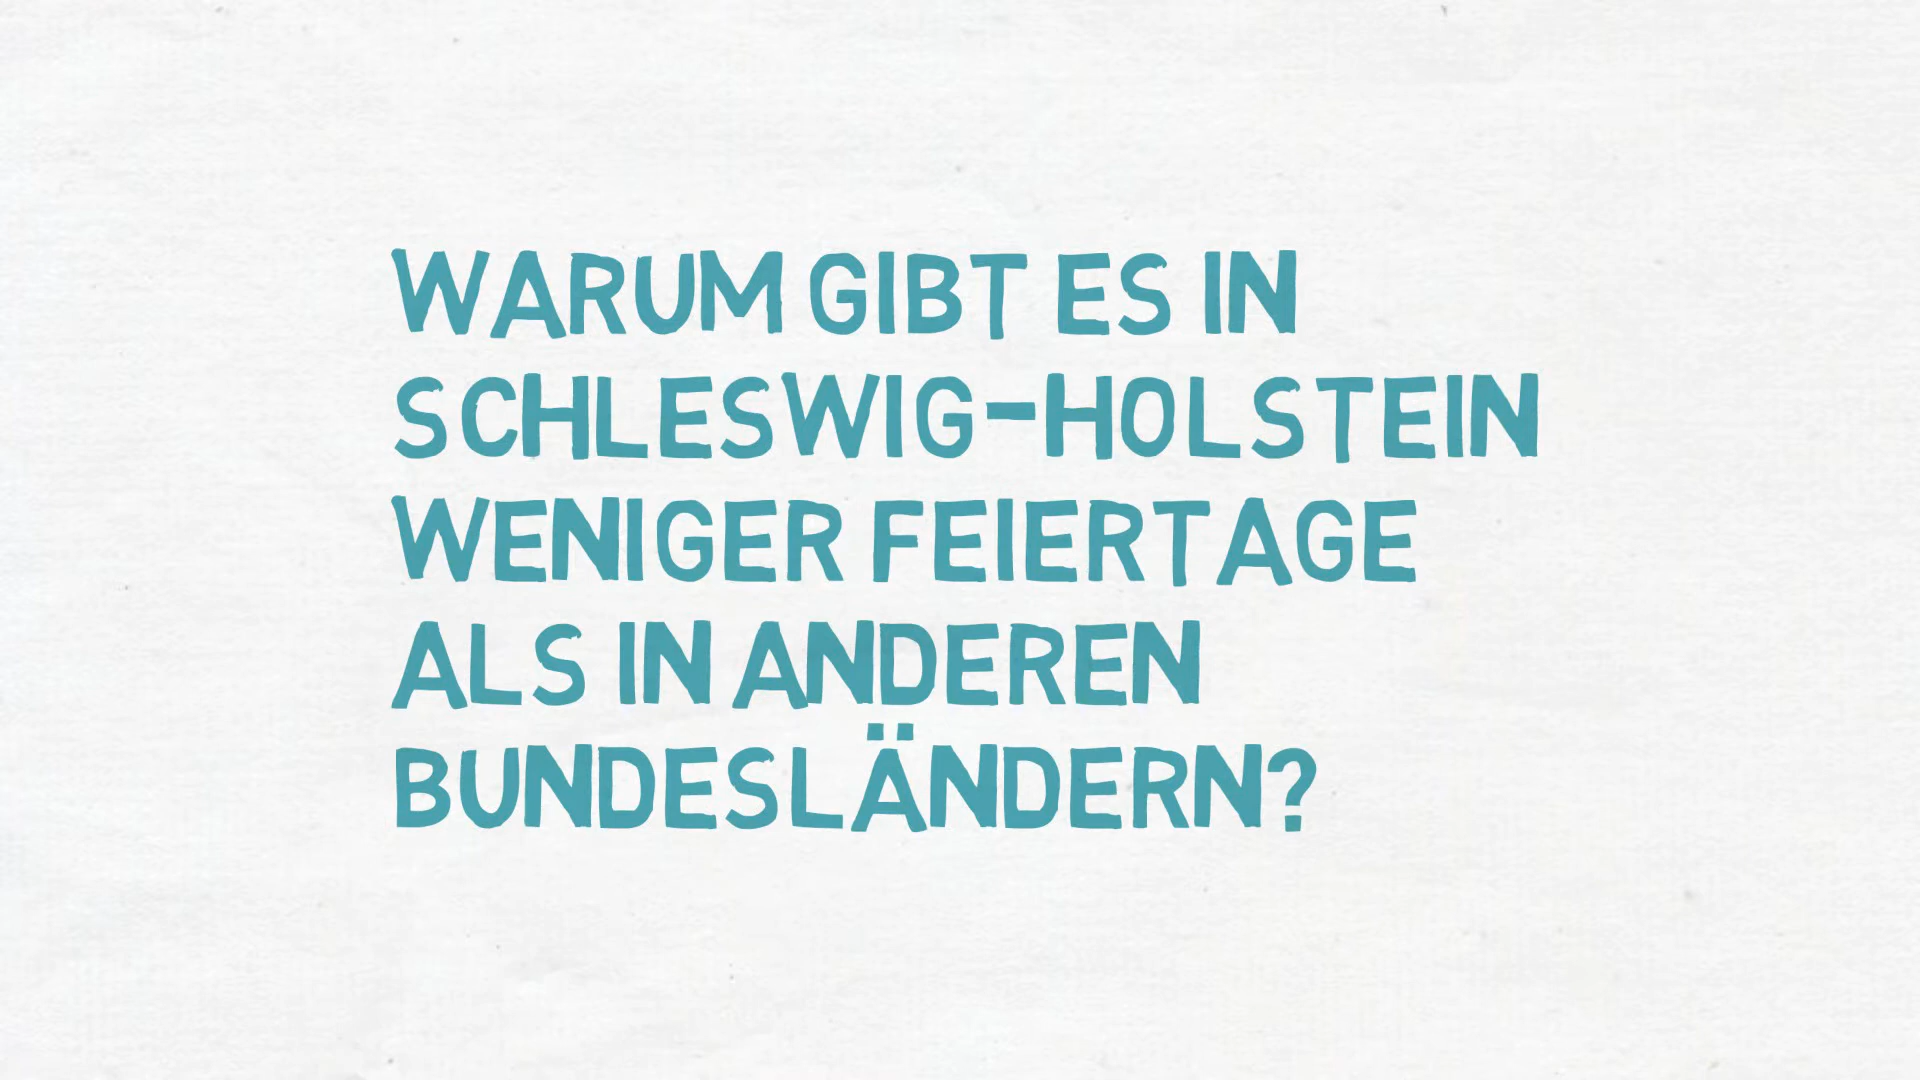 WARUM GIBT ES IN
SCHLESWIG-HOLSTEIN
WENIGER FEIERTAGE
ALS IN ANDEREN
BUNDESLÄNDERN?